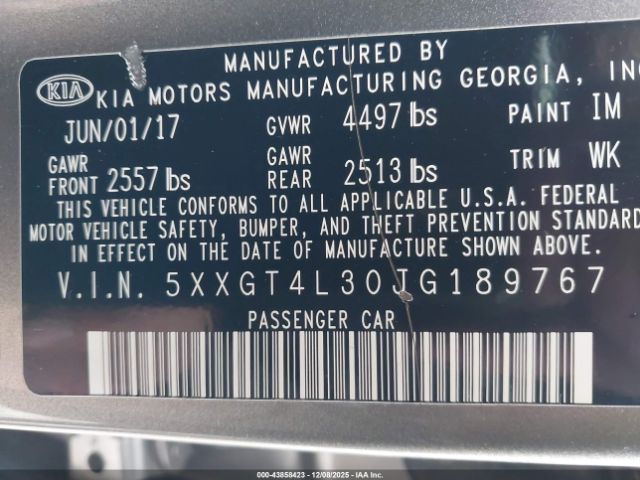 MANUFACTURED BY
KIA KIA MOTORS MANUFACTURING GEORGIA, INC
JUN/01/17 GVWR 4497 lbs PAINT IM
GAWR FRONT 2557 lbs GAWR REAR 2513 lbs TRIM WK
THIS VEHICLE CONFORMS TO ALL APPLICABLE U.S.A. FEDERAL
MOTOR VEHICLE SAFETY, BUMPER, AND THEFT PREVENTION STANDARD
IN EFFECT ON THE DATE OF MANUFACTURE SHOWN ABOVE.
V.I.N. 5XXGT4L30JG189767
PASSENGER CAR
000-43858423 | 12/08/2025 - IAAI.COM